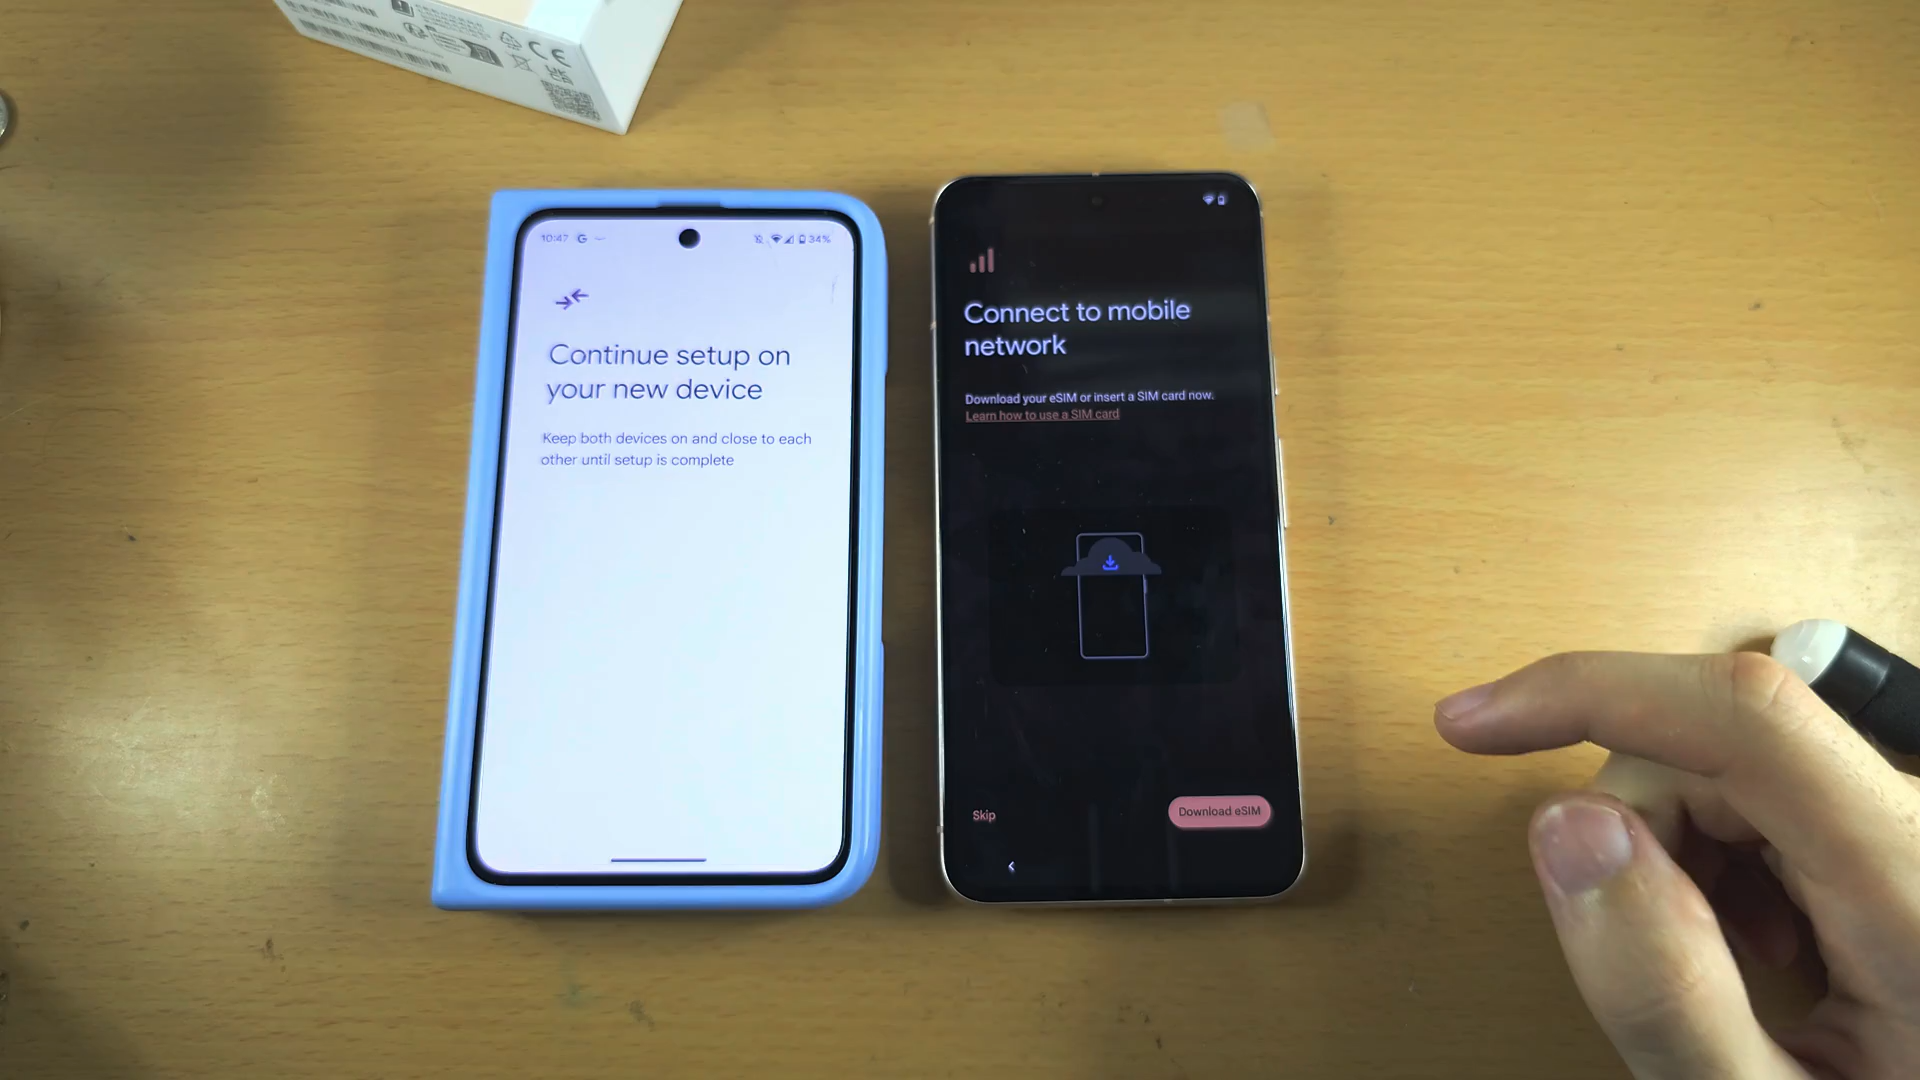 CE
UK
CA
10:47 G
34%
Continue setup on
your new device
Keep both devices on and close to each
other until setup is complete
Connect to mobile
network
Download your eSIM or insert a SIM card now.
Learn how to use a SIM card
Skip
Download eSIM